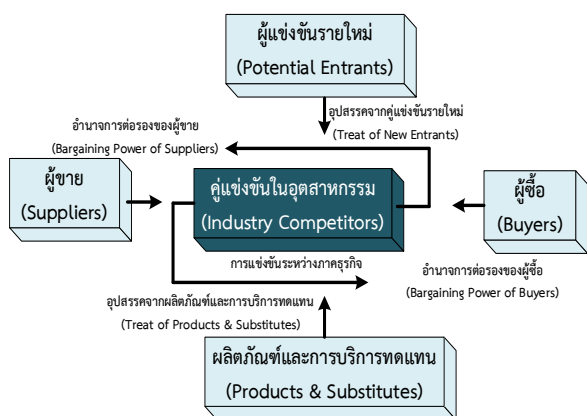 ผู้แข่งขันรายใหม่
(Potential Entrants)
อุปสรรคจากคู่แข่งขันรายใหม่
(Treat of New Entrants)
อำนาจการต่อรองของผู้ขาย
(Bargaining Power of Suppliers)
ผู้ขาย
(Suppliers)
คู่แข่งขันในอุตสาหกรรม
(Industry Competitors)
ผู้ซื้อ
(Buyers)
การแข่งขันระหว่างภาคธุรกิจ
อำนาจการต่อรองของผู้ซื้อ
(Bargaining Power of Buyers)
อุปสรรคจากผลิตภัณฑ์และการบริการทดแทน
(Treat of Products & Substitutes)
ผลิตภัณฑ์และการบริการทดแทน
(Products & Substitutes)